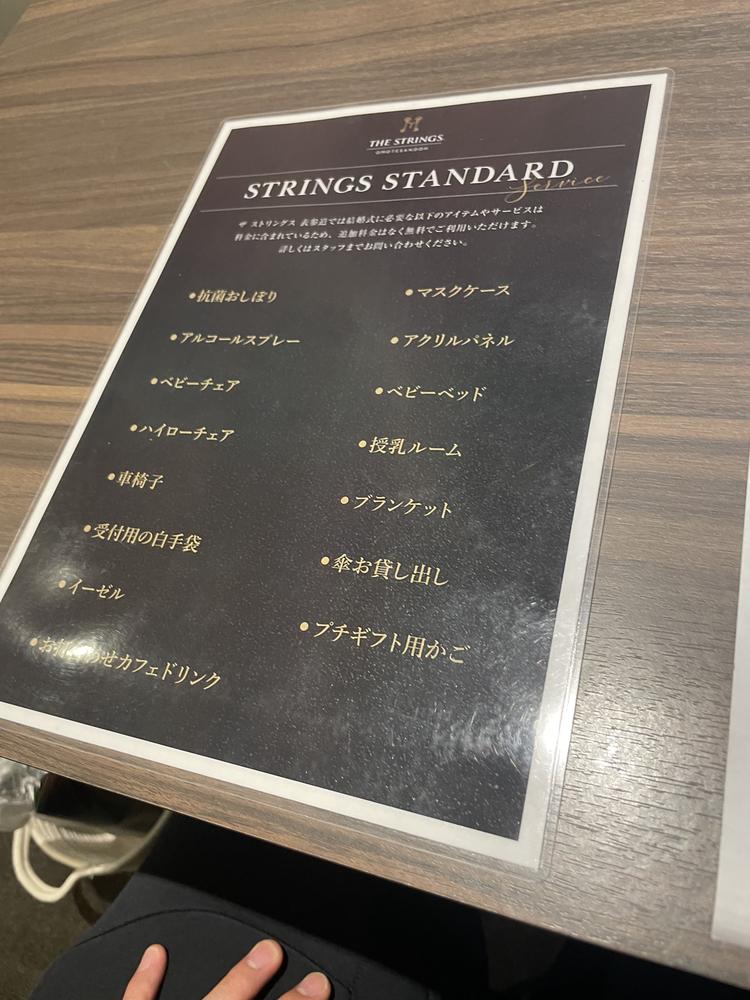 THE STRINGS
OMOTESANDOH
STRINGS STANDARD
Service
ザ ストリングス 表参道では結婚式に必要な以下のアイテムやサービスは
料金に含まれているため、追加料金はなく無料でご利用いただけます。
詳しくはスタッフまでお問い合わせください。
•抗菌おしぼり
•マスクケース
•アルコールスプレー
•アクリルパネル
•ベビーチェア
•ベビーベッド
•ハイローチェア
•授乳ルーム
•車椅子
•ブランケット
•受付用の白手袋
•傘お貸し出し
•イーゼル
•プチギフト用かご
•お打合わせカフェドリンク